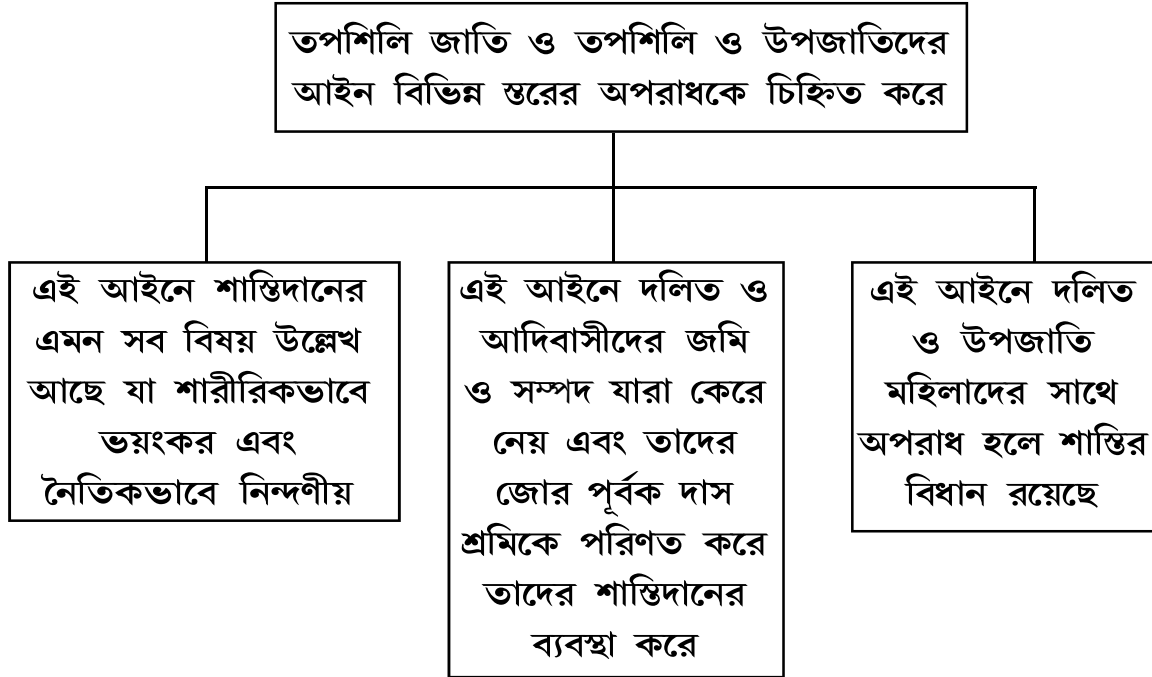 তপশিলি জাতি ও তপশিলি ও উপজাতিদের
আইন বিভিন্ন স্তরের অপরাধকে চিহ্নিত করে
এই আইনে শাস্তিদানের
এমন সব বিষয় উল্লেখ
আছে যা শারীরিকভাবে
ভয়ংকর এবং
নৈতিকভাবে নিন্দণীয়
এই আইনে দলিত ও
আদিবাসীদের জমি
ও সম্পদ যারা কেরে
নেয় এবং তাদের
জোর পূর্বক দাস
শ্রমিকে পরিণত করে
তাদের শাস্তিদানের
ব্যবস্থা করে
এই আইনে দলিত
ও উপজাতি
মহিলাদের সাথে
অপরাধ হলে শাস্তির
বিধান রয়েছে